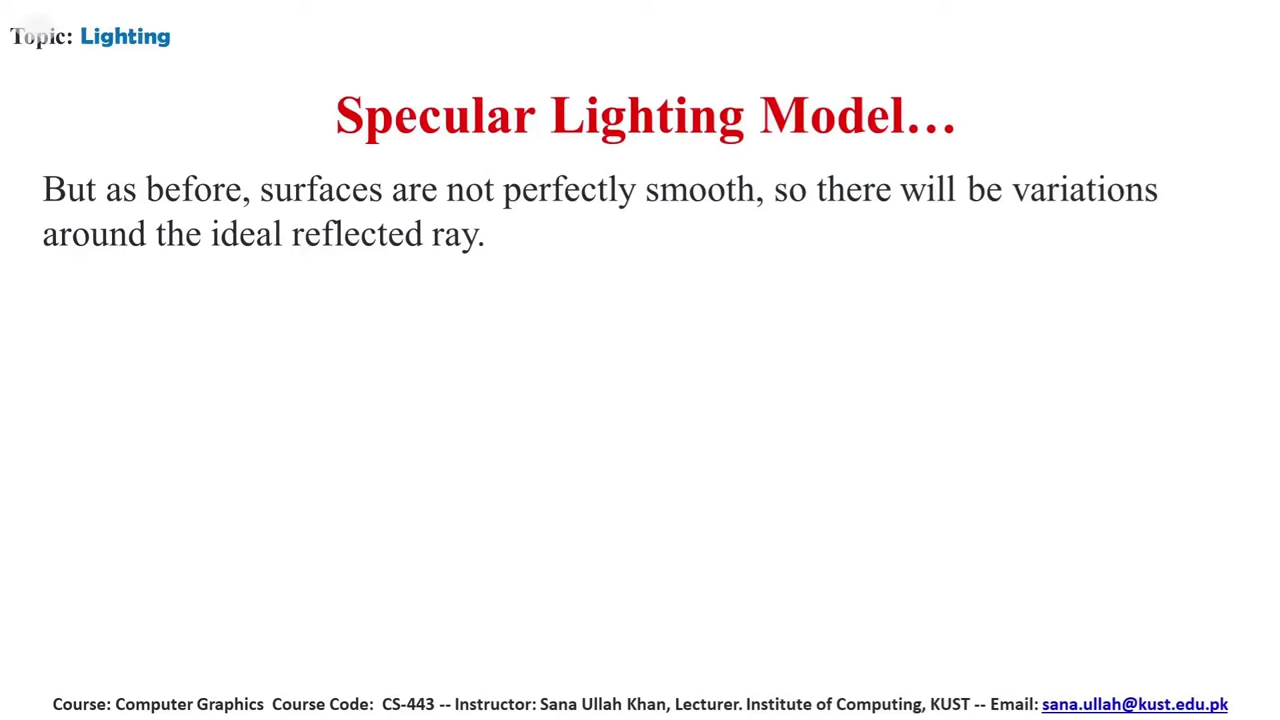 Topic: Lighting
Specular Lighting Model…
But as before, surfaces are not perfectly smooth, so there will be variations
around the ideal reflected ray.
Course: Computer Graphics  Course Code:  CS-443 -- Instructor: Sana Ullah Khan, Lecturer. Institute of Computing, KUST -- Email: sana.ullah@kust.edu.pk